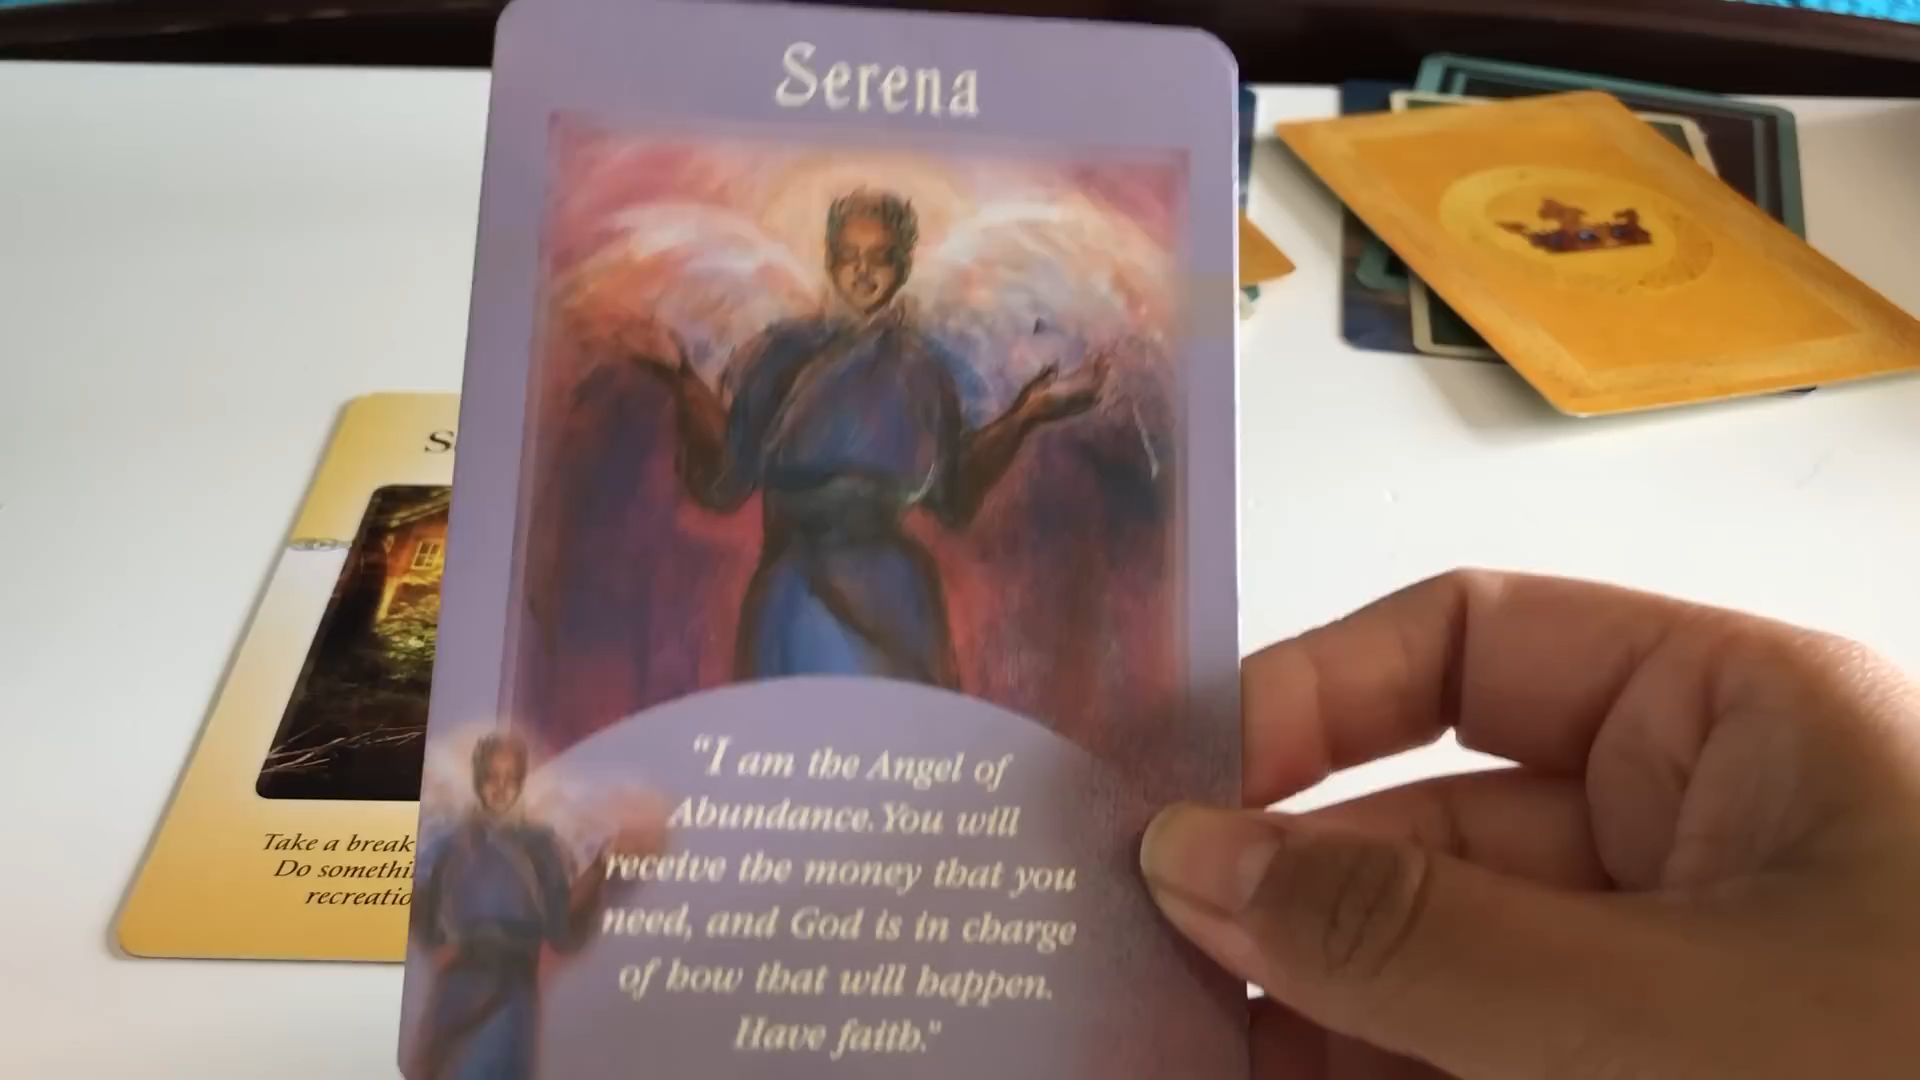 Serena
"I am the Angel of
Abundance. You will
receive the money that you
need, and God is in charge
of how that will happen.
Have faith."
Take a break
Do somethi
recreatio